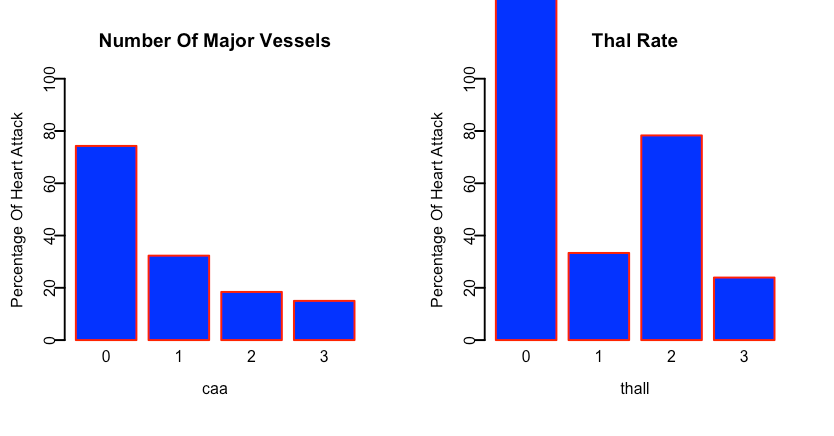 Number Of Major Vessels
Percentage Of Heart Attack
0 20 40 60 80 100
0 1 2 3
caa
Thal Rate
Percentage Of Heart Attack
0 20 40 60 80 100
0 1 2 3
thall